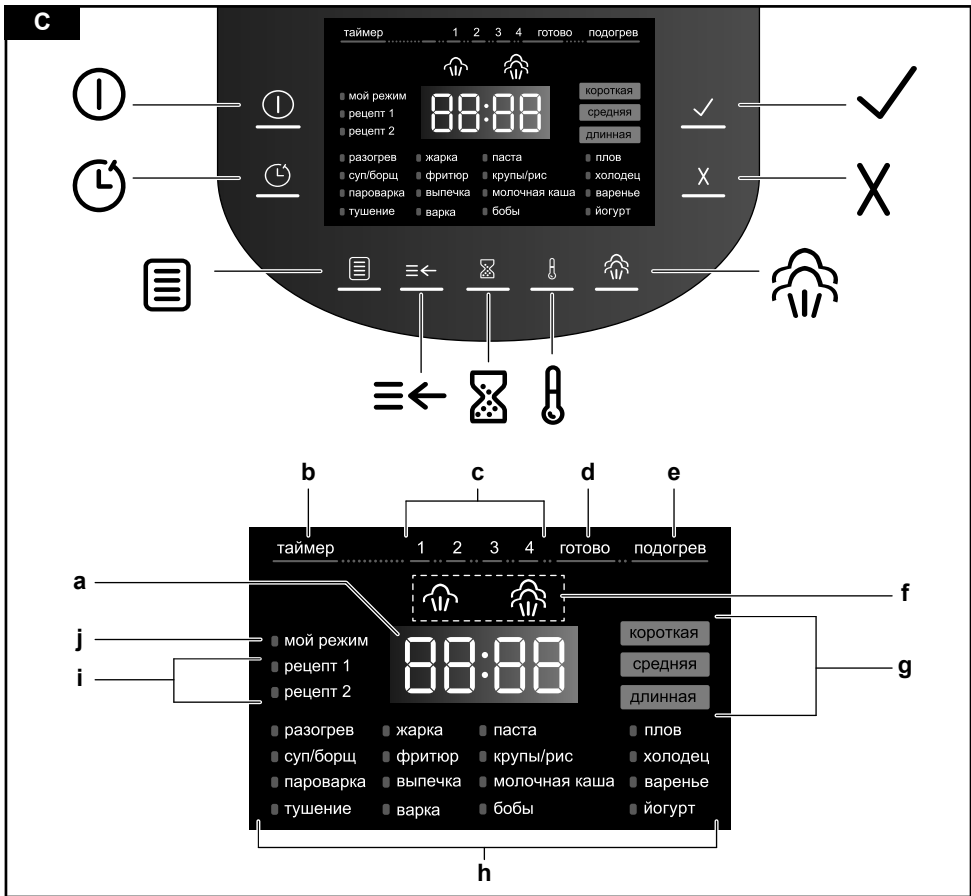 C
таймер 1 2 3 4 готово подогрев
мой режим 88:88 короткая
рецепт 1 средняя
рецепт 2 длинная
разогрев жарка паста плов
суп/борщ фритюр крупы/рис холодец
пароварка выпечка молочная каша варенье
тушение варка бобы йогурт
b c d e
таймер 1 2 3 4 готово подогрев
a f
j мой режим 88:88 короткая
i рецепт 1 средняя g
рецепт 2 длинная
разогрев жарка паста плов
суп/борщ фритюр крупы/рис холодец
пароварка выпечка молочная каша варенье
тушение варка бобы йогурт
h